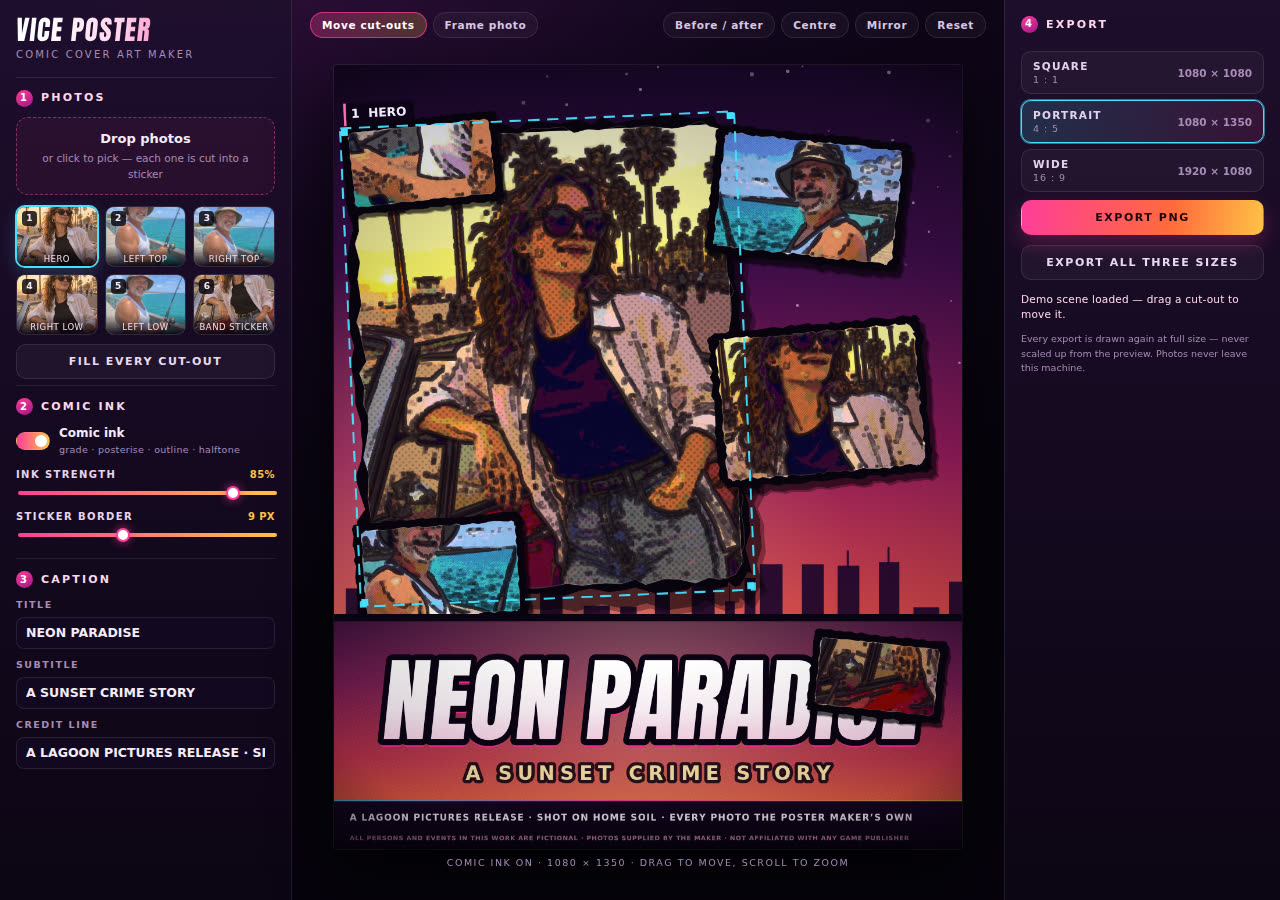 VICE POSTER
COMIC COVER ART MAKER
1 PHOTOS
Drop photos
or click to pick — each one is cut into a
sticker
1 HERO
2 LEFT TOP
3 RIGHT TOP
4 RIGHT LOW
5 LEFT LOW
6 BAND STICKER
FILL EVERY CUT-OUT
2 COMIC INK
Comic ink
grade · posterise · outline · halftone
INK STRENGTH 85%
STICKER BORDER 9 PX
3 CAPTION
TITLE
NEON PARADISE
SUBTITLE
A SUNSET CRIME STORY
CREDIT LINE
A LAGOON PICTURES RELEASE · SI
Move cut-outs Frame photo Before / after Centre Mirror Reset
1 HERO
NEON PARADISE
A SUNSET CRIME STORY
A LAGOON PICTURES RELEASE · SHOT ON HOME SOIL · EVERY PHOTO THE POSTER MAKER'S OWN
ALL PERSONS AND EVENTS IN THIS WORK ARE FICTIONAL · PHOTOS SUPPLIED BY THE MAKER · NOT AFFILIATED WITH ANY GAME PUBLISHER
COMIC INK ON · 1080 × 1350 · DRAG TO MOVE, SCROLL TO ZOOM
4 EXPORT
SQUARE
1 : 1
1080 × 1080
PORTRAIT
4 : 5
1080 × 1350
WIDE
16 : 9
1920 × 1080
EXPORT PNG
EXPORT ALL THREE SIZES
Demo scene loaded — drag a cut-out to
move it.
Every export is drawn again at full size — never
scaled up from the preview. Photos never leave
this machine.